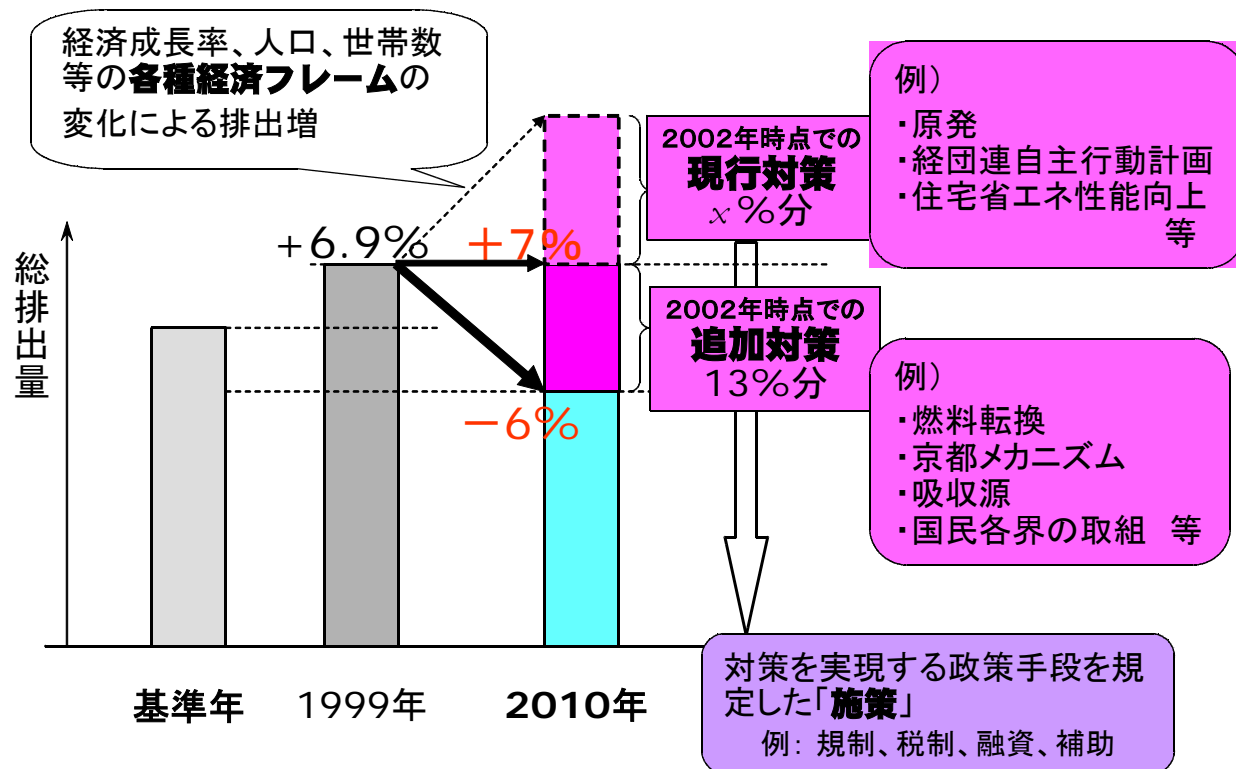 経済成長率、人口、世帯数
等の各種経済フレームの
変化による排出増
総排出量
+6.9%
+7%
−6%
2002年時点での
現行対策
x%分
2002年時点での
追加対策
13%分
例）
・原発
・経団連自主行動計画
・住宅省エネ性能向上
等
例）
・燃料転換
・京都メカニズム
・吸収源
・国民各界の取組　等
基準年
1999年
2010年
対策を実現する政策手段を規
定した「施策」
例：規制、税制、融資、補助